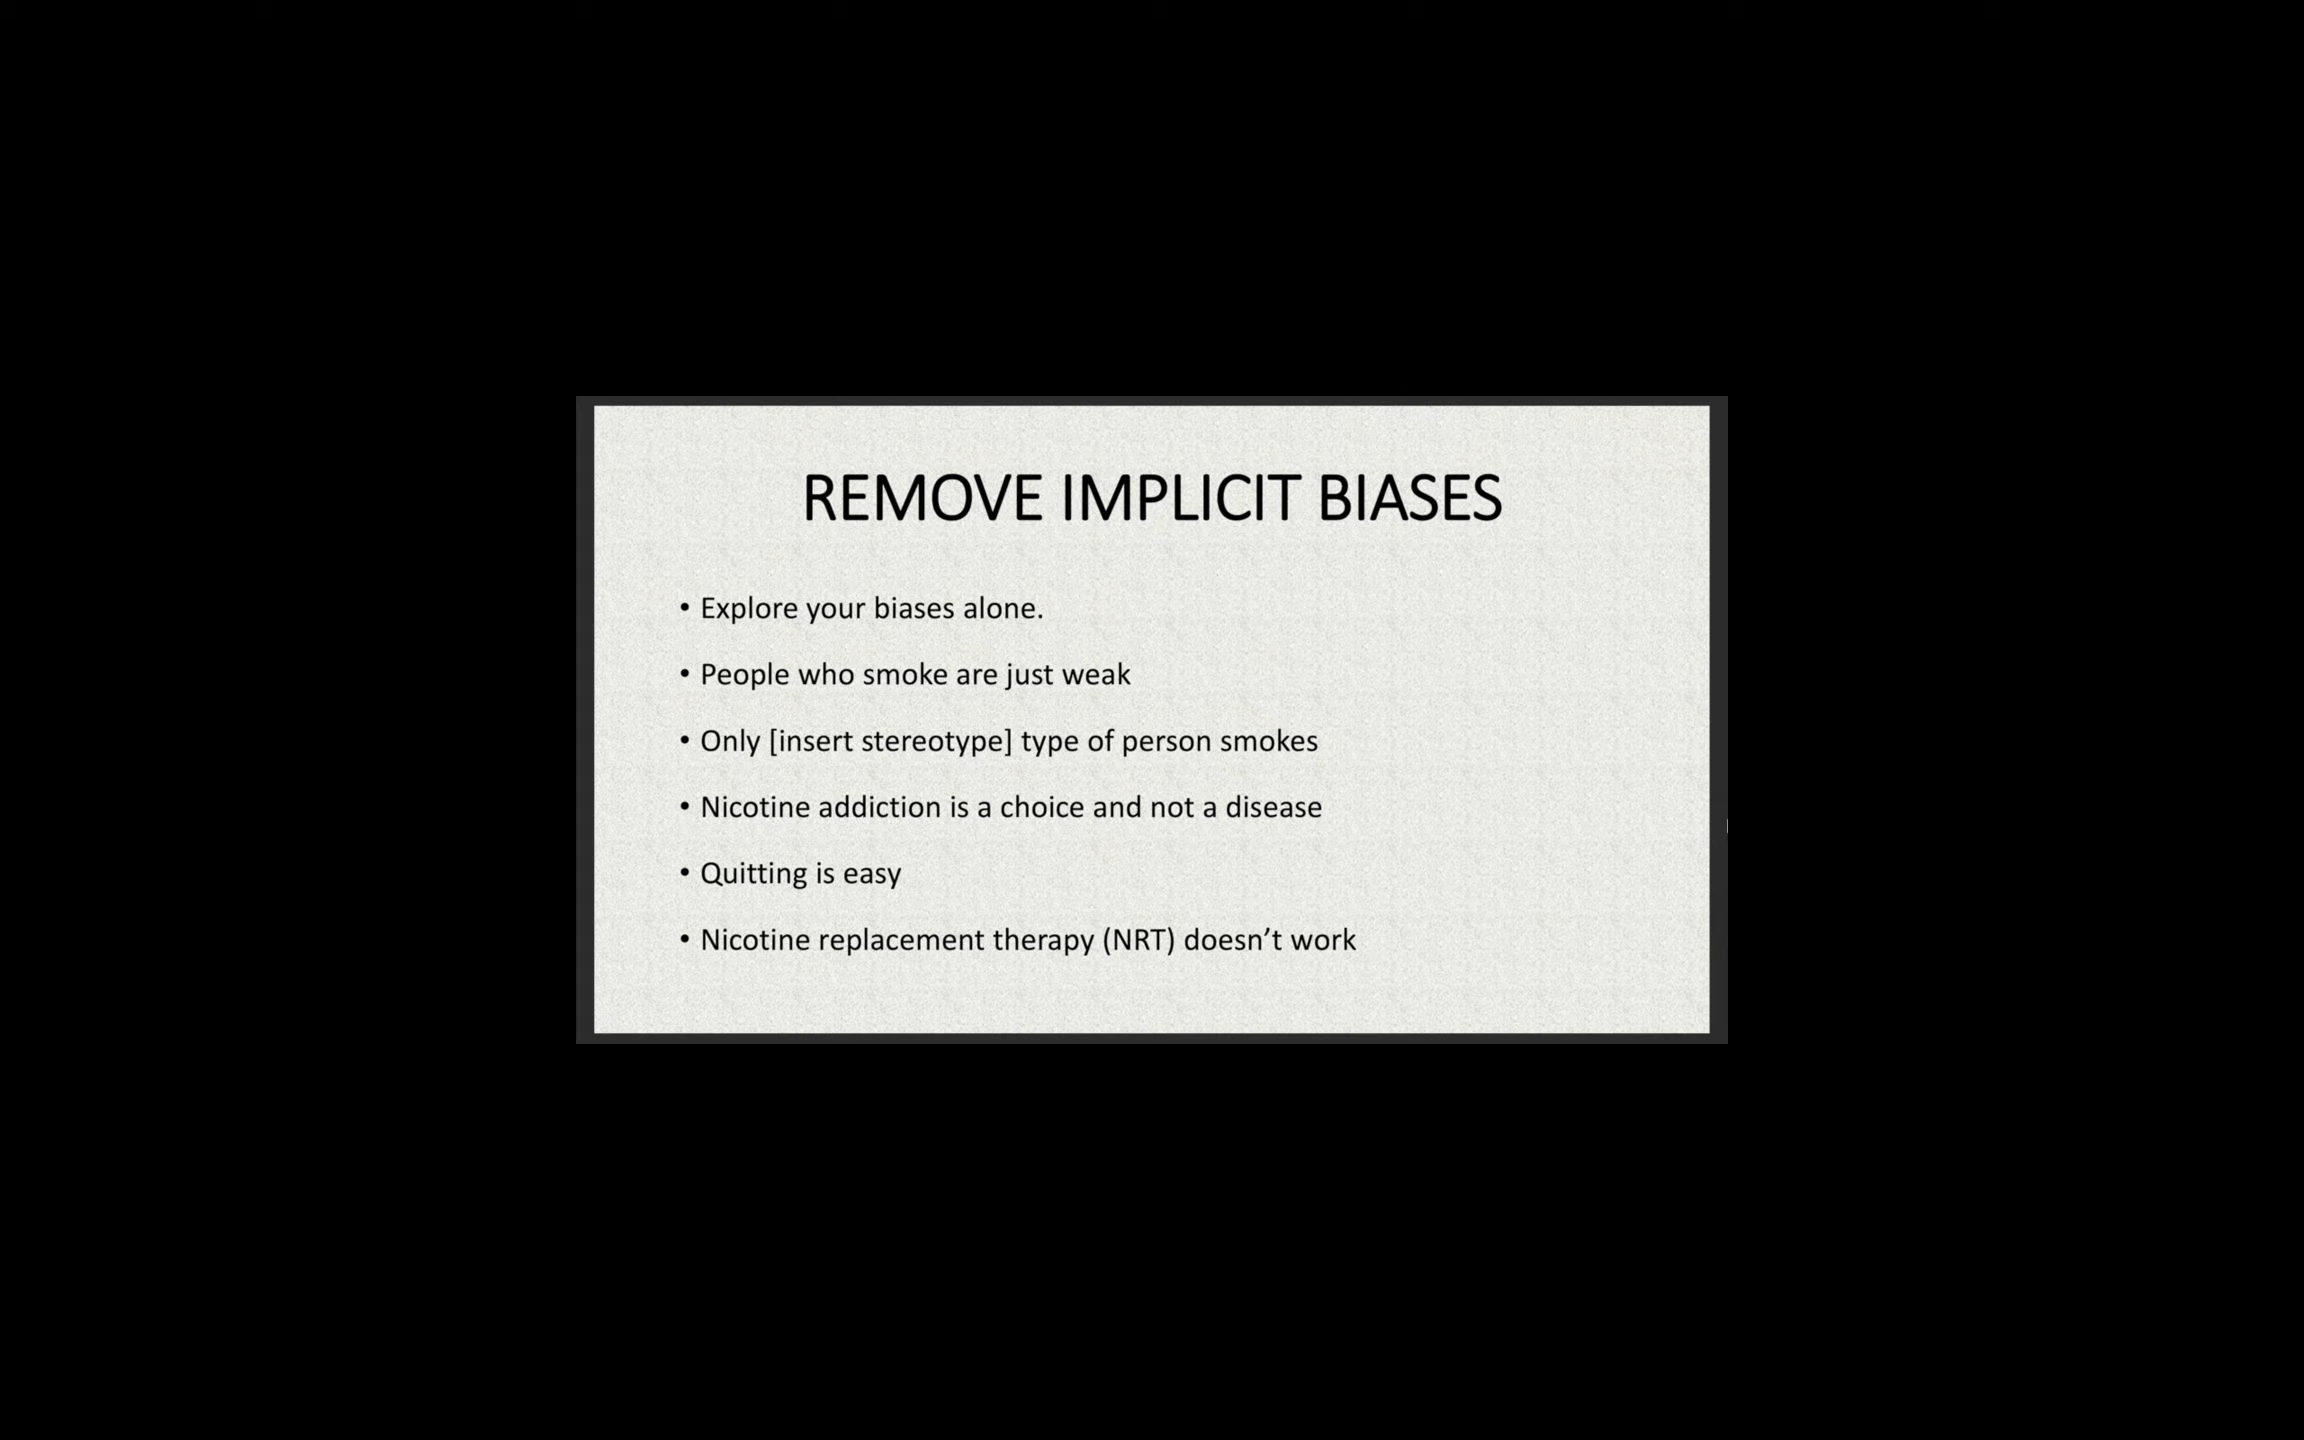 REMOVE IMPLICIT BIASES
• Explore your biases alone.
• People who smoke are just weak
• Only [insert stereotype] type of person smokes
• Nicotine addiction is a choice and not a disease
• Quitting is easy
• Nicotine replacement therapy (NRT) doesn’t work